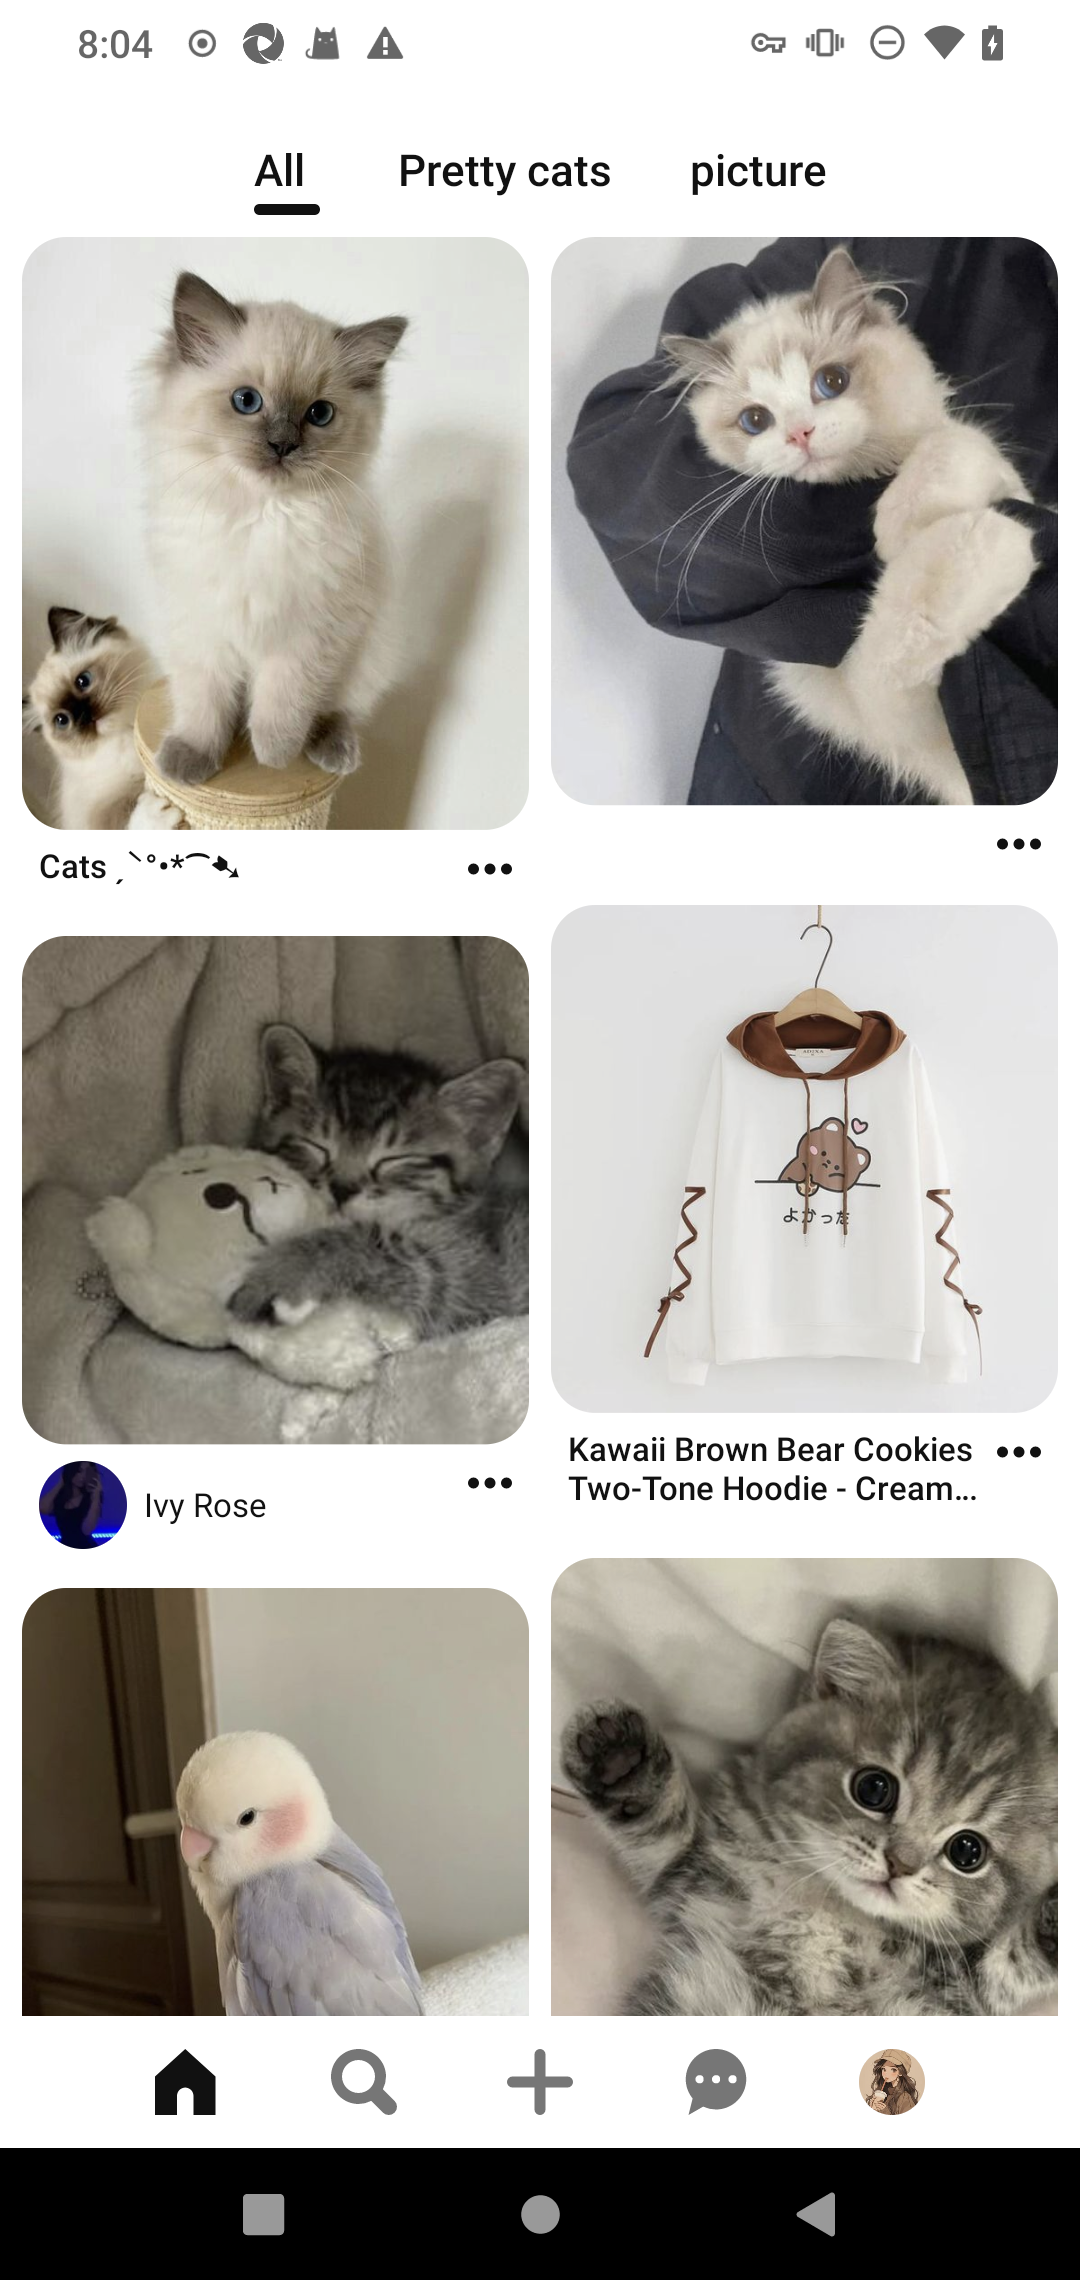 8:04
All
Pretty cats
picture
Cats ˏˋ°•*⁀➷
よかった
Kawaii Brown Bear Cookies
Two-Tone Hoodie - Cream...
Ivy Rose